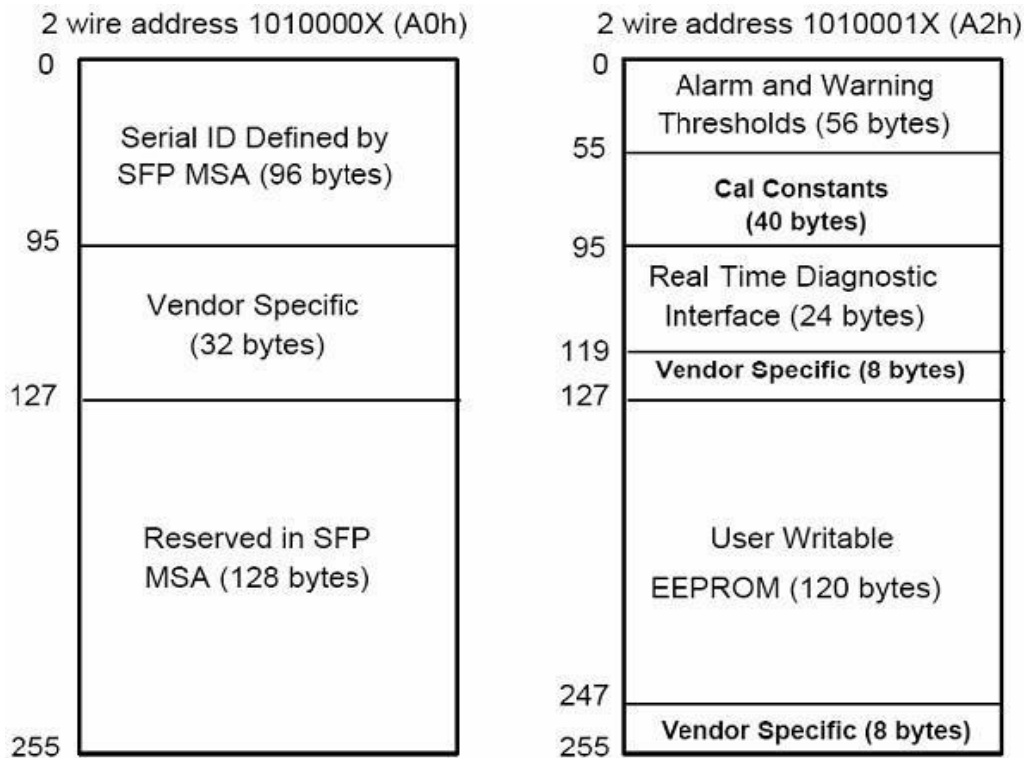 2 wire address 1010000X (A0h)
0
Serial ID Defined by
SFP MSA (96 bytes)
95
Vendor Specific
(32 bytes)
127
Reserved in SFP
MSA (128 bytes)
255
2 wire address 1010001X (A2h)
0
Alarm and Warning
Thresholds (56 bytes)
55
Cal Constants
(40 bytes)
95
Real Time Diagnostic
Interface (24 bytes)
119
Vendor Specific (8 bytes)
127
User Writable
EEPROM (120 bytes)
247
Vendor Specific (8 bytes)
255